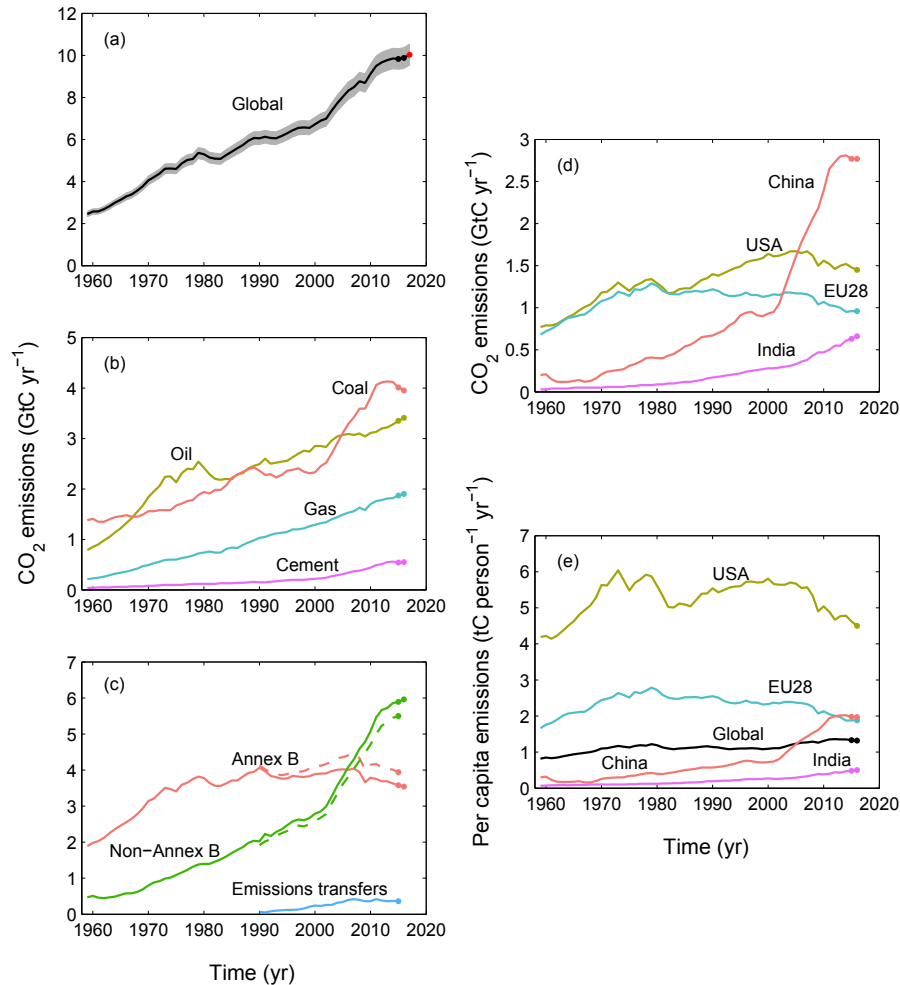 (a)
Global
12
10
8
6
4
2
0
1960 1970 1980 1990 2000 2010 2020
(b)
Coal
Oil
Gas
Cement
5
4
3
2
1
0
1960 1970 1980 1990 2000 2010 2020
CO₂ emissions (GtC yr⁻¹)
(c)
Annex B
Non−Annex B
Emissions transfers
7
6
5
4
3
2
1
0
1960 1970 1980 1990 2000 2010 2020
Time (yr)
(d)
China
USA
EU28
India
3
2.5
2
1.5
1
0.5
0
1960 1970 1980 1990 2000 2010 2020
CO₂ emissions (GtC yr⁻¹)
(e)
USA
EU28
Global
China
India
7
6
5
4
3
2
1
0
1960 1970 1980 1990 2000 2010 2020
Per capita emissions (tC person⁻¹ yr⁻¹)
Time (yr)